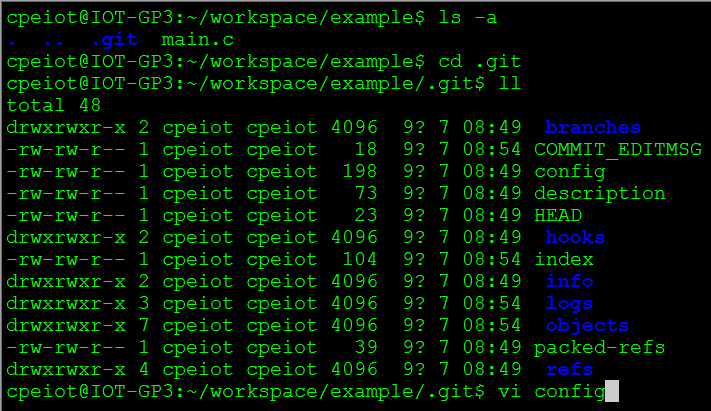 cpeiot@IOT-GP3:~/workspace/example$ ls -a
.  ..  .git  main.c
cpeiot@IOT-GP3:~/workspace/example$ cd .git
cpeiot@IOT-GP3:~/workspace/example/.git$ ll
total 48
drwxrwxr-x 2 cpeiot cpeiot 4096  9? 7 08:49  branches
-rw-rw-r-- 1 cpeiot cpeiot   18  9? 7 08:54 COMMIT_EDITMSG
-rw-rw-r-- 1 cpeiot cpeiot  198  9? 7 08:49 config
-rw-rw-r-- 1 cpeiot cpeiot   73  9? 7 08:49 description
-rw-rw-r-- 1 cpeiot cpeiot   23  9? 7 08:49 HEAD
drwxrwxr-x 2 cpeiot cpeiot 4096  9? 7 08:49  hooks
-rw-rw-r-- 1 cpeiot cpeiot  104  9? 7 08:54 index
drwxrwxr-x 2 cpeiot cpeiot 4096  9? 7 08:49  info
drwxrwxr-x 3 cpeiot cpeiot 4096  9? 7 08:54  logs
drwxrwxr-x 7 cpeiot cpeiot 4096  9? 7 08:54  objects
-rw-rw-r-- 1 cpeiot cpeiot   39  9? 7 08:49 packed-refs
drwxrwxr-x 4 cpeiot cpeiot 4096  9? 7 08:49  refs
cpeiot@IOT-GP3:~/workspace/example/.git$ vi config